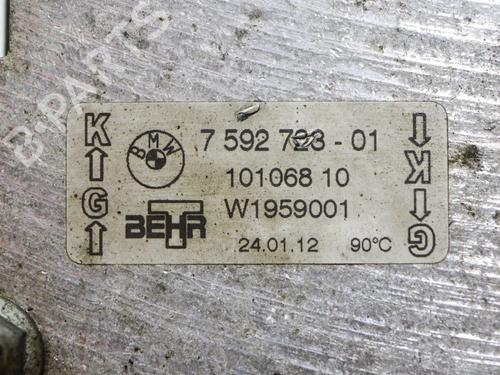 B-PARTS
K
G
BMW
7 592 723 - 01
101068 10
W1959001
BEHR
24.01.12 90°C
K
G